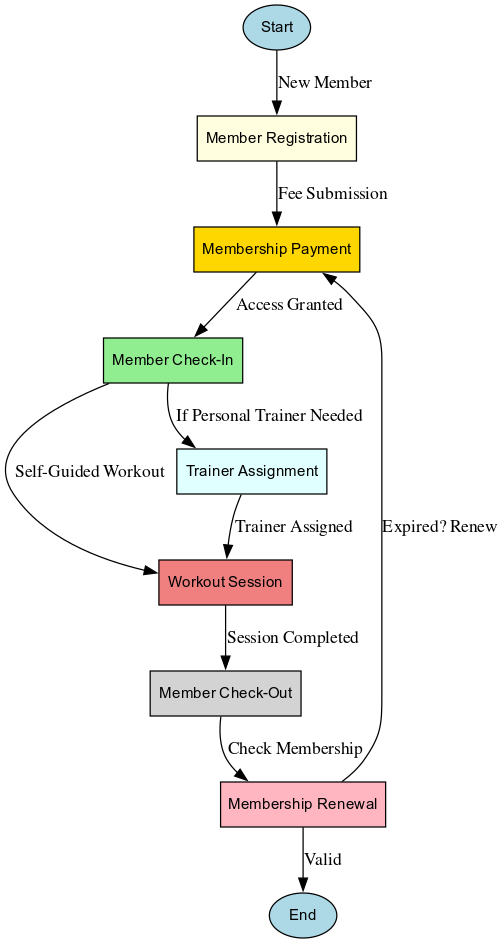 Start
New Member
Member Registration
Fee Submission
Membership Payment
Access Granted
Member Check-In
If Personal Trainer Needed
Self-Guided Workout
Trainer Assignment
Trainer Assigned
Expired? Renew
Workout Session
Session Completed
Member Check-Out
Check Membership
Membership Renewal
Valid
End